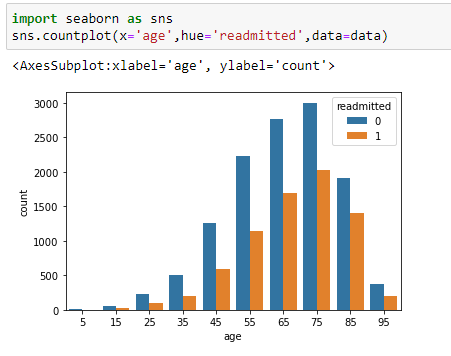 import seaborn as sns
sns.countplot(x='age',hue='readmitted',data=data)
<AxesSubplot:xlabel='age', ylabel='count'>
readmitted
0
1
3000
2500
2000
1500
1000
500
0
count
5 15 25 35 45 55 65 75 85 95
age